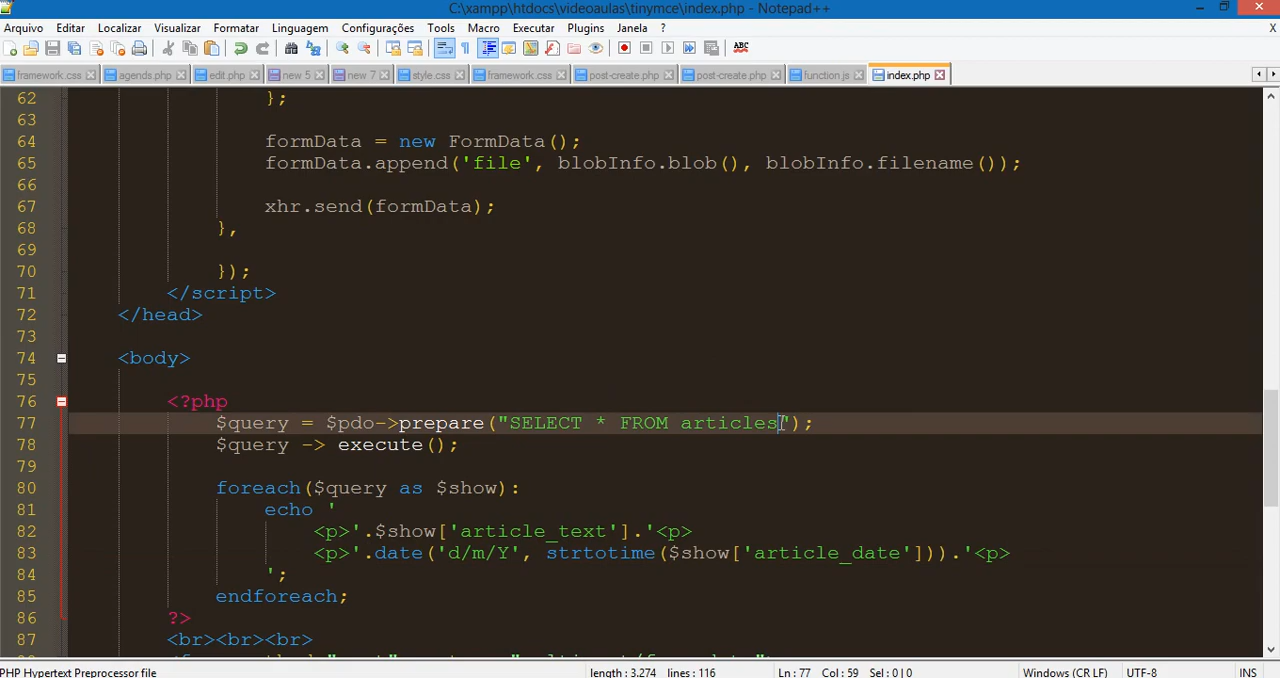 C:\xampp\htdocs\videoaulas\tinymce\index.php - Notepad++
Arquivo Editar Localizar Visualizar Formatar Linguagem Configurações Tools Macro Executar Plugins Janela ? X
ABC
framework.css agends.php edit.php new 5 new 7 style.css framework.css post-create.php post-create.php function js index.php
62 };
63
64 formData = new FormData();
65 formData.append('file', blobInfo.blob(), blobInfo.filename());
66
67 xhr.send(formData);
68 },
69
70 });
71 </script>
72 </head>
73
74 <body>
75
76 <?php
77 $query = $pdo->prepare("SELECT * FROM articles");
78 $query -> execute();
79
80 foreach($query as $show):
81 echo '
82 <p>'.$show['article_text'].'<p>
83 <p>'.date('d/m/Y', strtotime($show['article_date'])).'<p>
84 ';
85 endforeach;
86 ?>
87 <br><br><br>
PHP Hypertext Preprocessor file length : 3.274 lines : 116 Ln : 77 Col : 59 Sel : 0 | 0 Windows (CR LF) UTF-8 INS